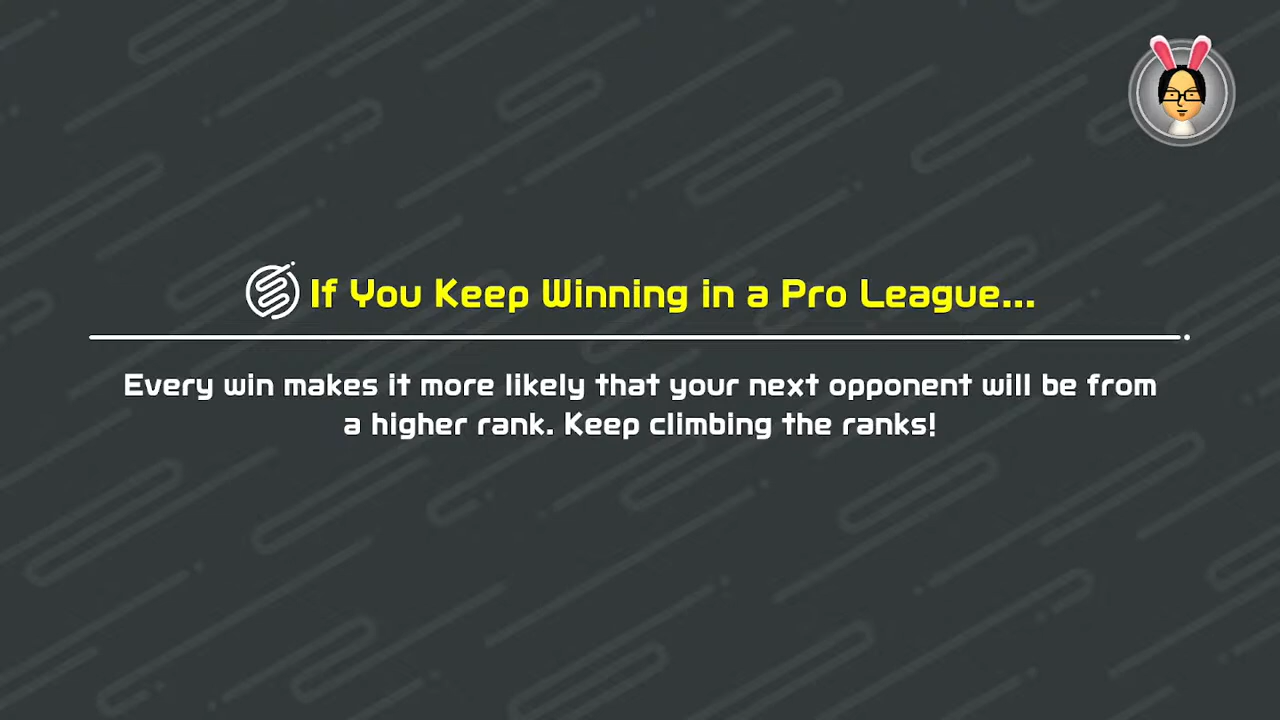 If You Keep Winning in a Pro League...
Every win makes it more likely that your next opponent will be from
a higher rank. Keep climbing the ranks!